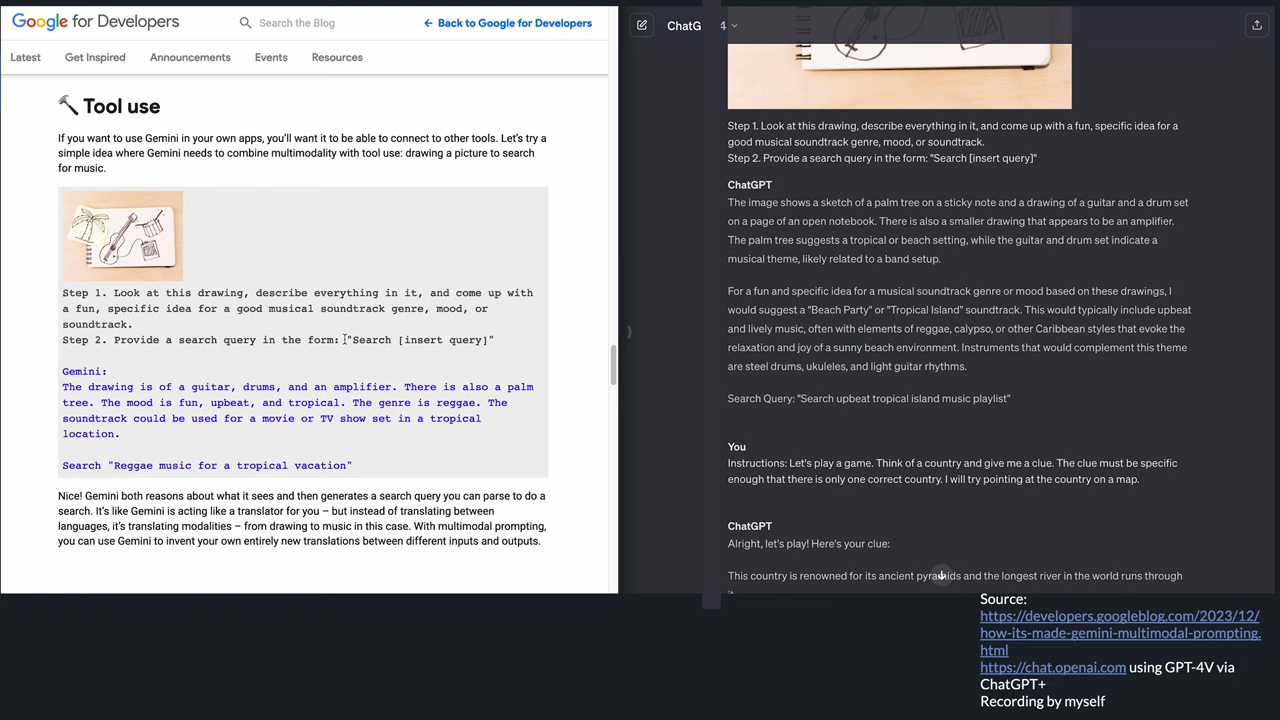 Google for Developers
Search the Blog
← Back to Google for Developers
Latest
Get Inspired
Announcements
Events
Resources
Tool use
If you want to use Gemini in your own apps, you'll want it to be able to connect to other tools. Let's try a
simple idea where Gemini needs to combine multimodality with tool use: drawing a picture to search
for music.
Step 1. Look at this drawing, describe everything in it, and come up with
a fun, specific idea for a good musical soundtrack genre, mood, or
soundtrack.
Step 2. Provide a search query in the form: "Search [insert query]"
Gemini:
The drawing is of a guitar, drums, and an amplifier. There is also a palm
tree. The mood is fun, upbeat, and tropical. The genre is reggae. The
soundtrack could be used for a movie or TV show set in a tropical
location.
Search "Reggae music for a tropical vacation"
Nice! Gemini both reasons about what it sees and then generates a search query you can parse to do a
search. It's like Gemini is acting like a translator for you – but instead of translating between
languages, it's translating modalities – from drawing to music in this case. With multimodal prompting,
you can use Gemini to invent your own entirely new translations between different inputs and outputs.
ChatG 4
Step 1. Look at this drawing, describe everything in it, and come up with a fun, specific idea for a
good musical soundtrack genre, mood, or soundtrack.
Step 2. Provide a search query in the form: "Search [insert query]"
ChatGPT
The image shows a sketch of a palm tree on a sticky note and a drawing of a guitar and a drum set
on a page of an open notebook. There is also a smaller drawing that appears to be an amplifier.
The palm tree suggests a tropical or beach setting, while the guitar and drum set indicate a
musical theme, likely related to a band setup.
For a fun and specific idea for a musical soundtrack genre or mood based on these drawings, I
would suggest a "Beach Party" or "Tropical Island" soundtrack. This would typically include upbeat
and lively music, often with elements of reggae, calypso, or other Caribbean styles that evoke the
relaxation and joy of a sunny beach environment. Instruments that would complement this theme
are steel drums, ukuleles, and light guitar rhythms.
Search Query: "Search upbeat tropical island music playlist"
You
Instructions: Let's play a game. Think of a country and give me a clue. The clue must be specific
enough that there is only one correct country. I will try pointing at the country on a map.
ChatGPT
Alright, let's play! Here's your clue:
This country is renowned for its ancient pyramids and the longest river in the world runs through
Source:
https://developers.googleblog.com/2023/12/
how-its-made-gemini-multimodal-prompting.
html
https://chat.openai.com using GPT-4V via
ChatGPT+
Recording by myself